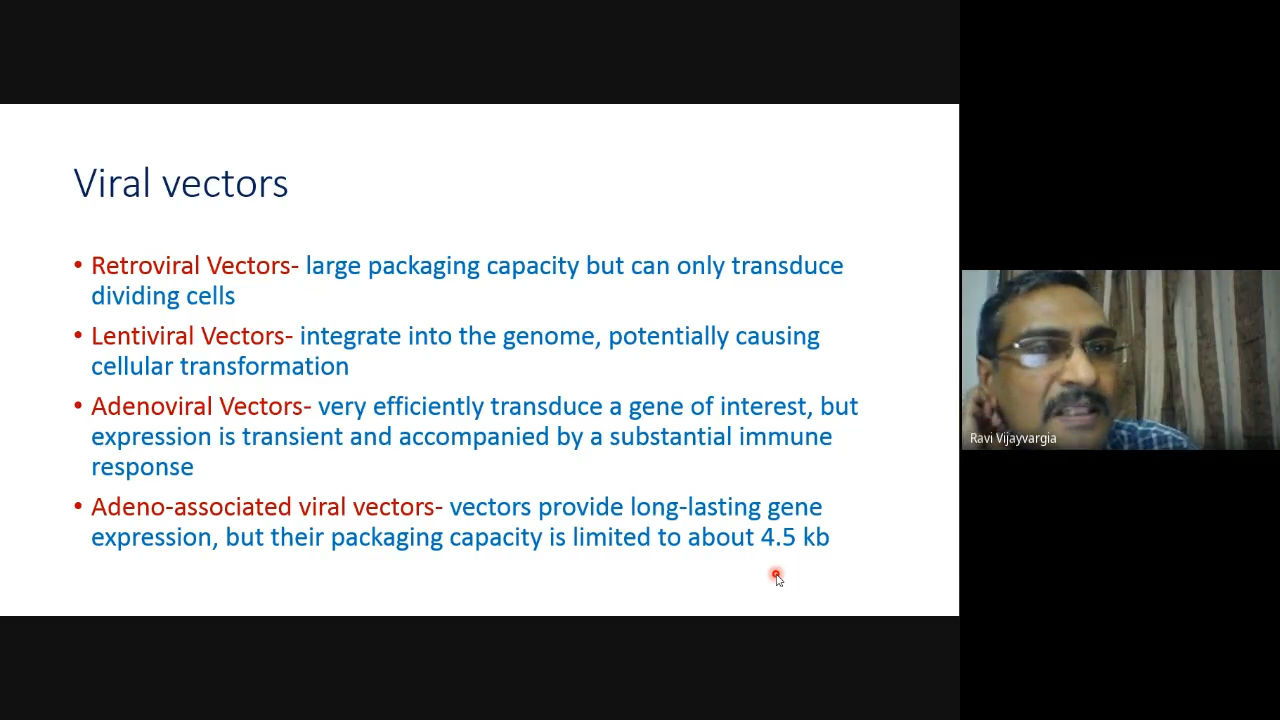 Viral vectors
• Retroviral Vectors- large packaging capacity but can only transduce
dividing cells
• Lentiviral Vectors- integrate into the genome, potentially causing
cellular transformation
• Adenoviral Vectors- very efficiently transduce a gene of interest, but
expression is transient and accompanied by a substantial immune
response
• Adeno-associated viral vectors- vectors provide long-lasting gene
expression, but their packaging capacity is limited to about 4.5 kb
Ravi Vijayvargia